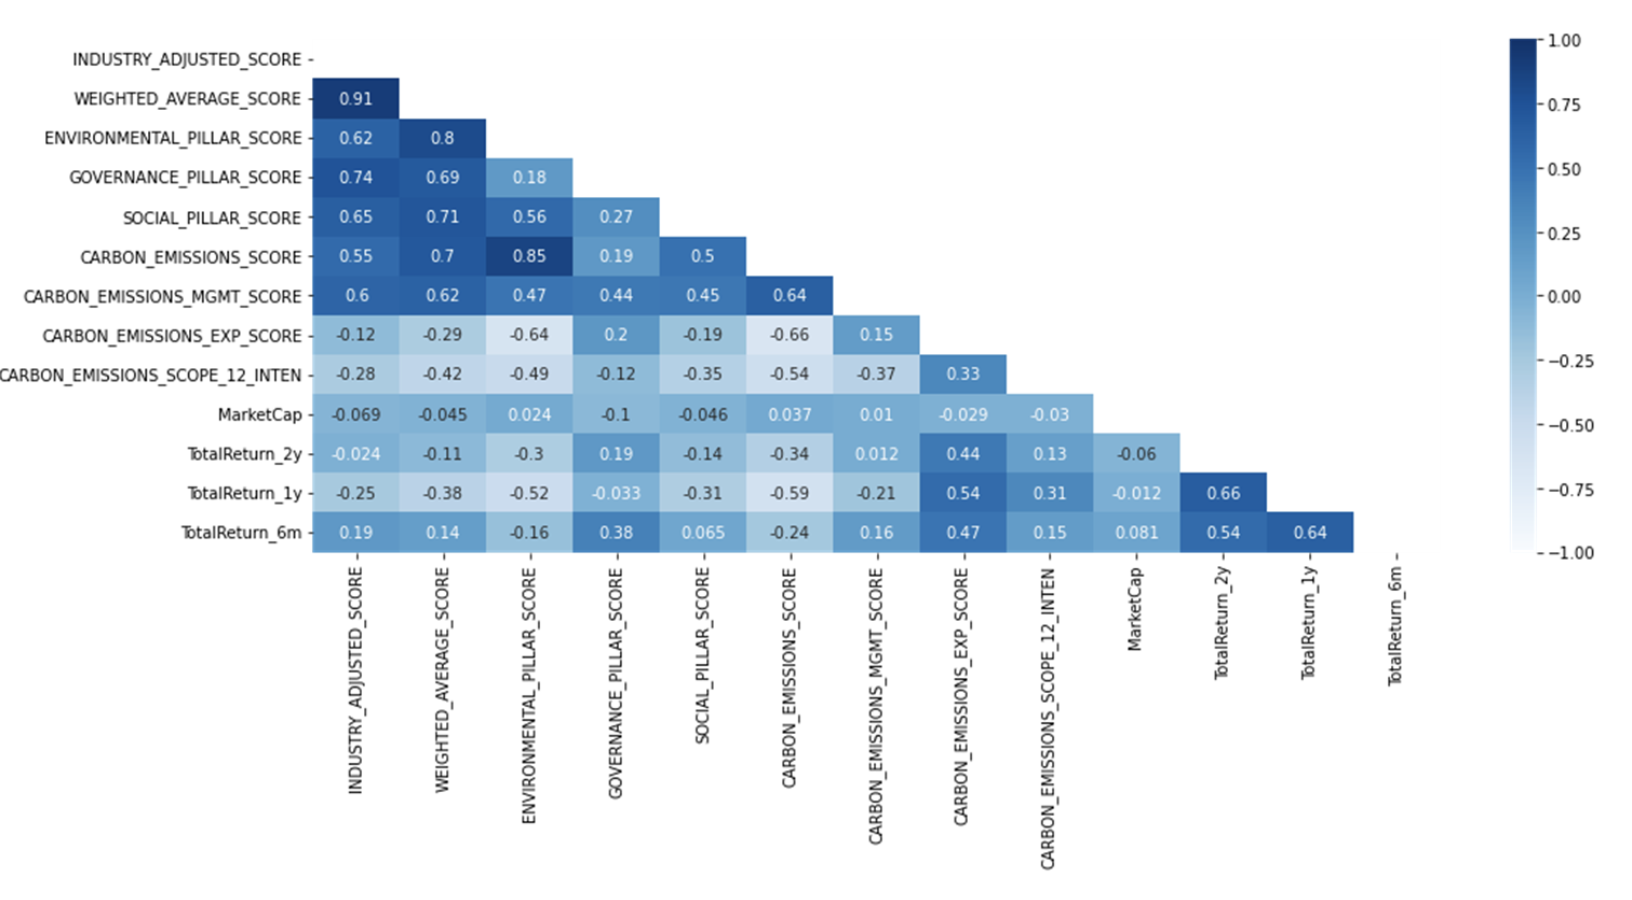 INDUSTRY_ADJUSTED_SCORE
WEIGHTED_AVERAGE_SCORE 0.91
ENVIRONMENTAL_PILLAR_SCORE 0.62 0.8
GOVERNANCE_PILLAR_SCORE 0.74 0.69 0.18
SOCIAL_PILLAR_SCORE 0.65 0.71 0.56 0.27
CARBON_EMISSIONS_SCORE 0.55 0.7 0.85 0.19 0.5
CARBON_EMISSIONS_MGMT_SCORE 0.6 0.62 0.47 0.44 0.45 0.64
CARBON_EMISSIONS_EXP_SCORE -0.12 -0.29 -0.64 0.2 -0.19 -0.66 0.15
CARBON_EMISSIONS_SCOPE_12_INTEN -0.28 -0.42 -0.49 -0.12 -0.35 -0.54 -0.37 0.33
MarketCap -0.069 -0.045 0.024 -0.1 -0.046 0.037 0.01 -0.029 -0.03
TotalReturn_2y -0.024 -0.11 -0.3 0.19 -0.14 -0.34 0.012 0.44 0.13 -0.06
TotalReturn_1y -0.25 -0.38 -0.52 -0.033 -0.31 -0.59 -0.21 0.54 0.31 -0.012 0.66
TotalReturn_6m 0.19 0.14 -0.16 0.38 0.065 -0.24 0.16 0.47 0.15 0.081 0.54 0.64
INDUSTRY_ADJUSTED_SCORE
WEIGHTED_AVERAGE_SCORE
ENVIRONMENTAL_PILLAR_SCORE
GOVERNANCE_PILLAR_SCORE
SOCIAL_PILLAR_SCORE
CARBON_EMISSIONS_SCORE
CARBON_EMISSIONS_MGMT_SCORE
CARBON_EMISSIONS_EXP_SCORE
CARBON_EMISSIONS_SCOPE_12_INTEN
MarketCap
TotalReturn_2y
TotalReturn_1y
TotalReturn_6m
1.00
0.75
0.50
0.25
0.00
−0.25
−0.50
−0.75
−1.00